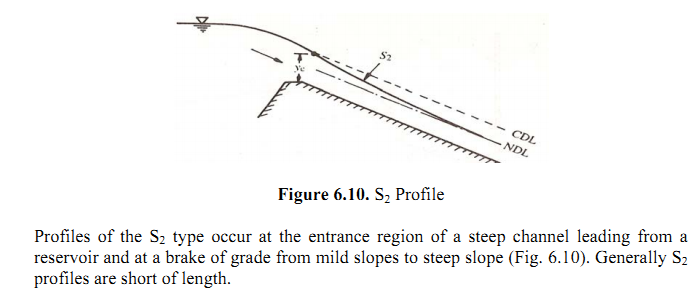 S₂
yc
CDL
NDL
Figure 6.10. S₂ Profile
Profiles of the S₂ type occur at the entrance region of a steep channel leading from a
reservoir and at a brake of grade from mild slopes to steep slope (Fig. 6.10). Generally S₂
profiles are short of length.